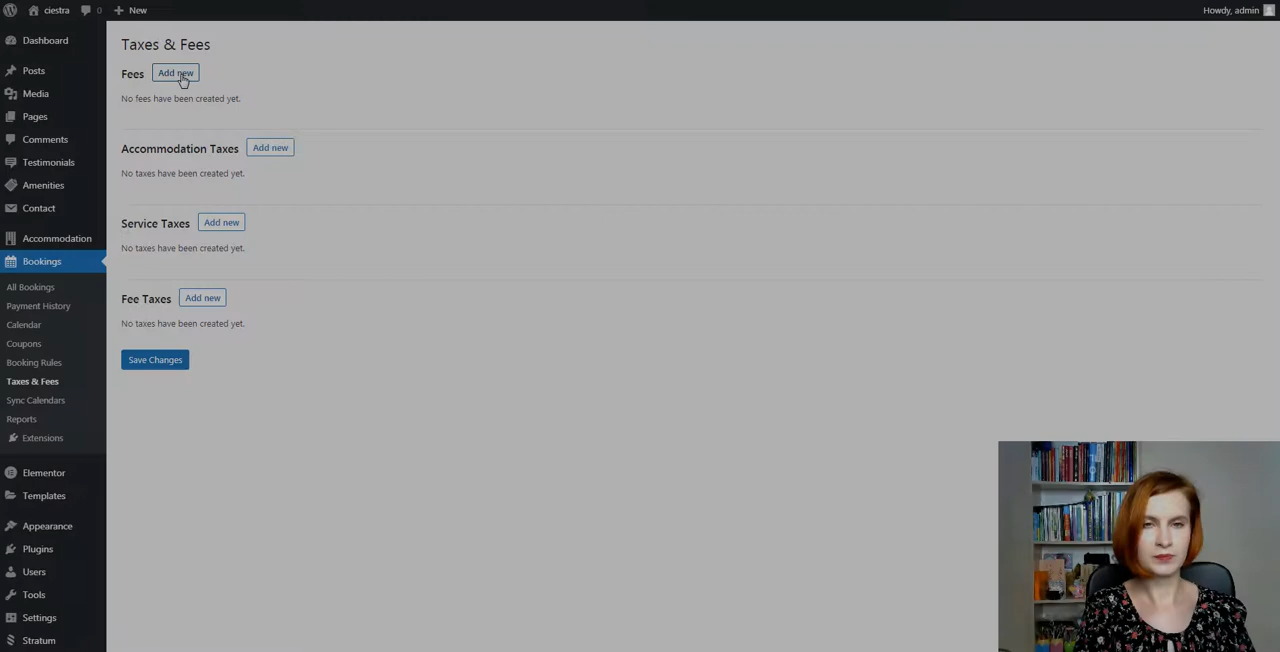 ciestra 0 New Howdy, admin
Dashboard
Posts
Media
Pages
Comments
Testimonials
Amenities
Contact
Accommodation
Bookings
All Bookings
Payment History
Calendar
Coupons
Booking Rules
Taxes & Fees
Sync Calendars
Reports
Extensions
Elementor
Templates
Appearance
Plugins
Users
Tools
Settings
Stratum
Taxes & Fees
Fees Add new
No fees have been created yet.
Accommodation Taxes Add new
No taxes have been created yet.
Service Taxes Add new
No taxes have been created yet.
Fee Taxes Add new
No taxes have been created yet.
Save Changes